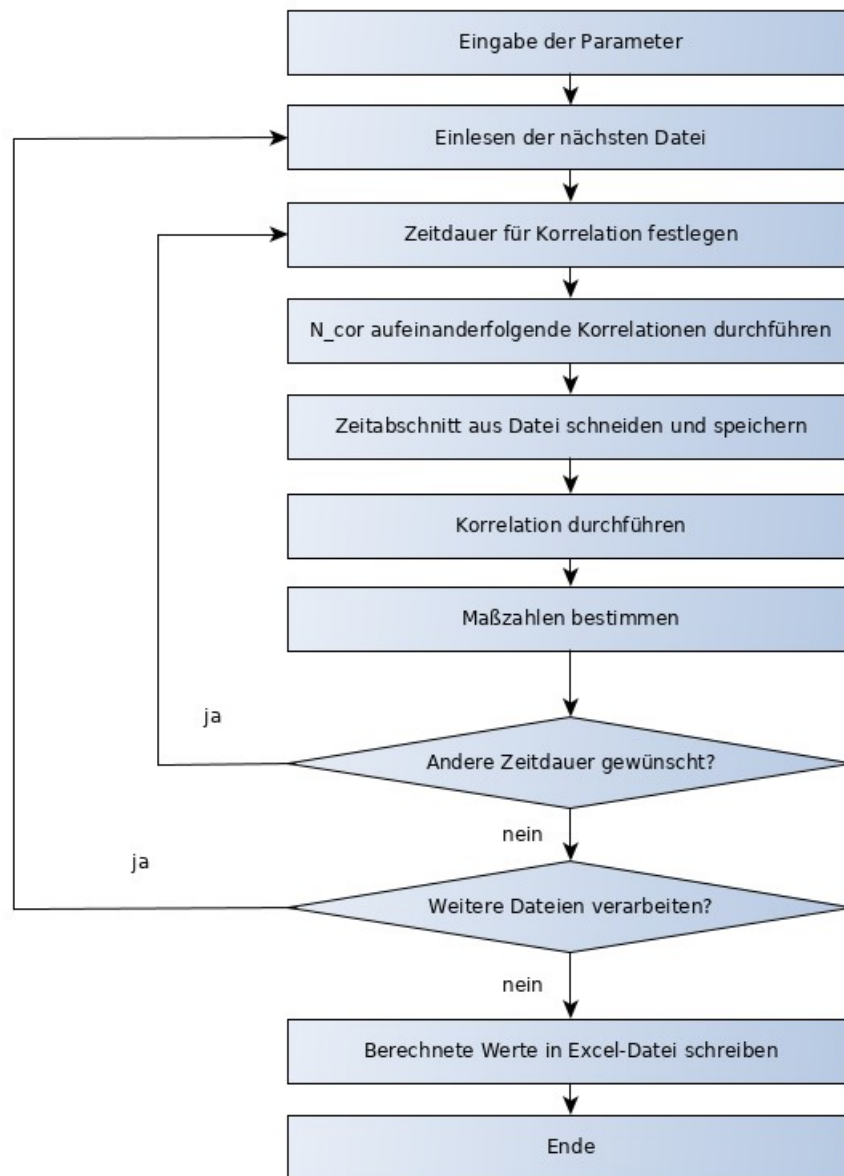 Eingabe der Parameter
Einlesen der nächsten Datei
Zeitdauer für Korrelation festlegen
N_cor aufeinanderfolgende Korrelationen durchführen
Zeitabschnitt aus Datei schneiden und speichern
Korrelation durchführen
Maßzahlen bestimmen
ja
Andere Zeitdauer gewünscht?
nein
ja
Weitere Dateien verarbeiten?
nein
Berechnete Werte in Excel-Datei schreiben
Ende